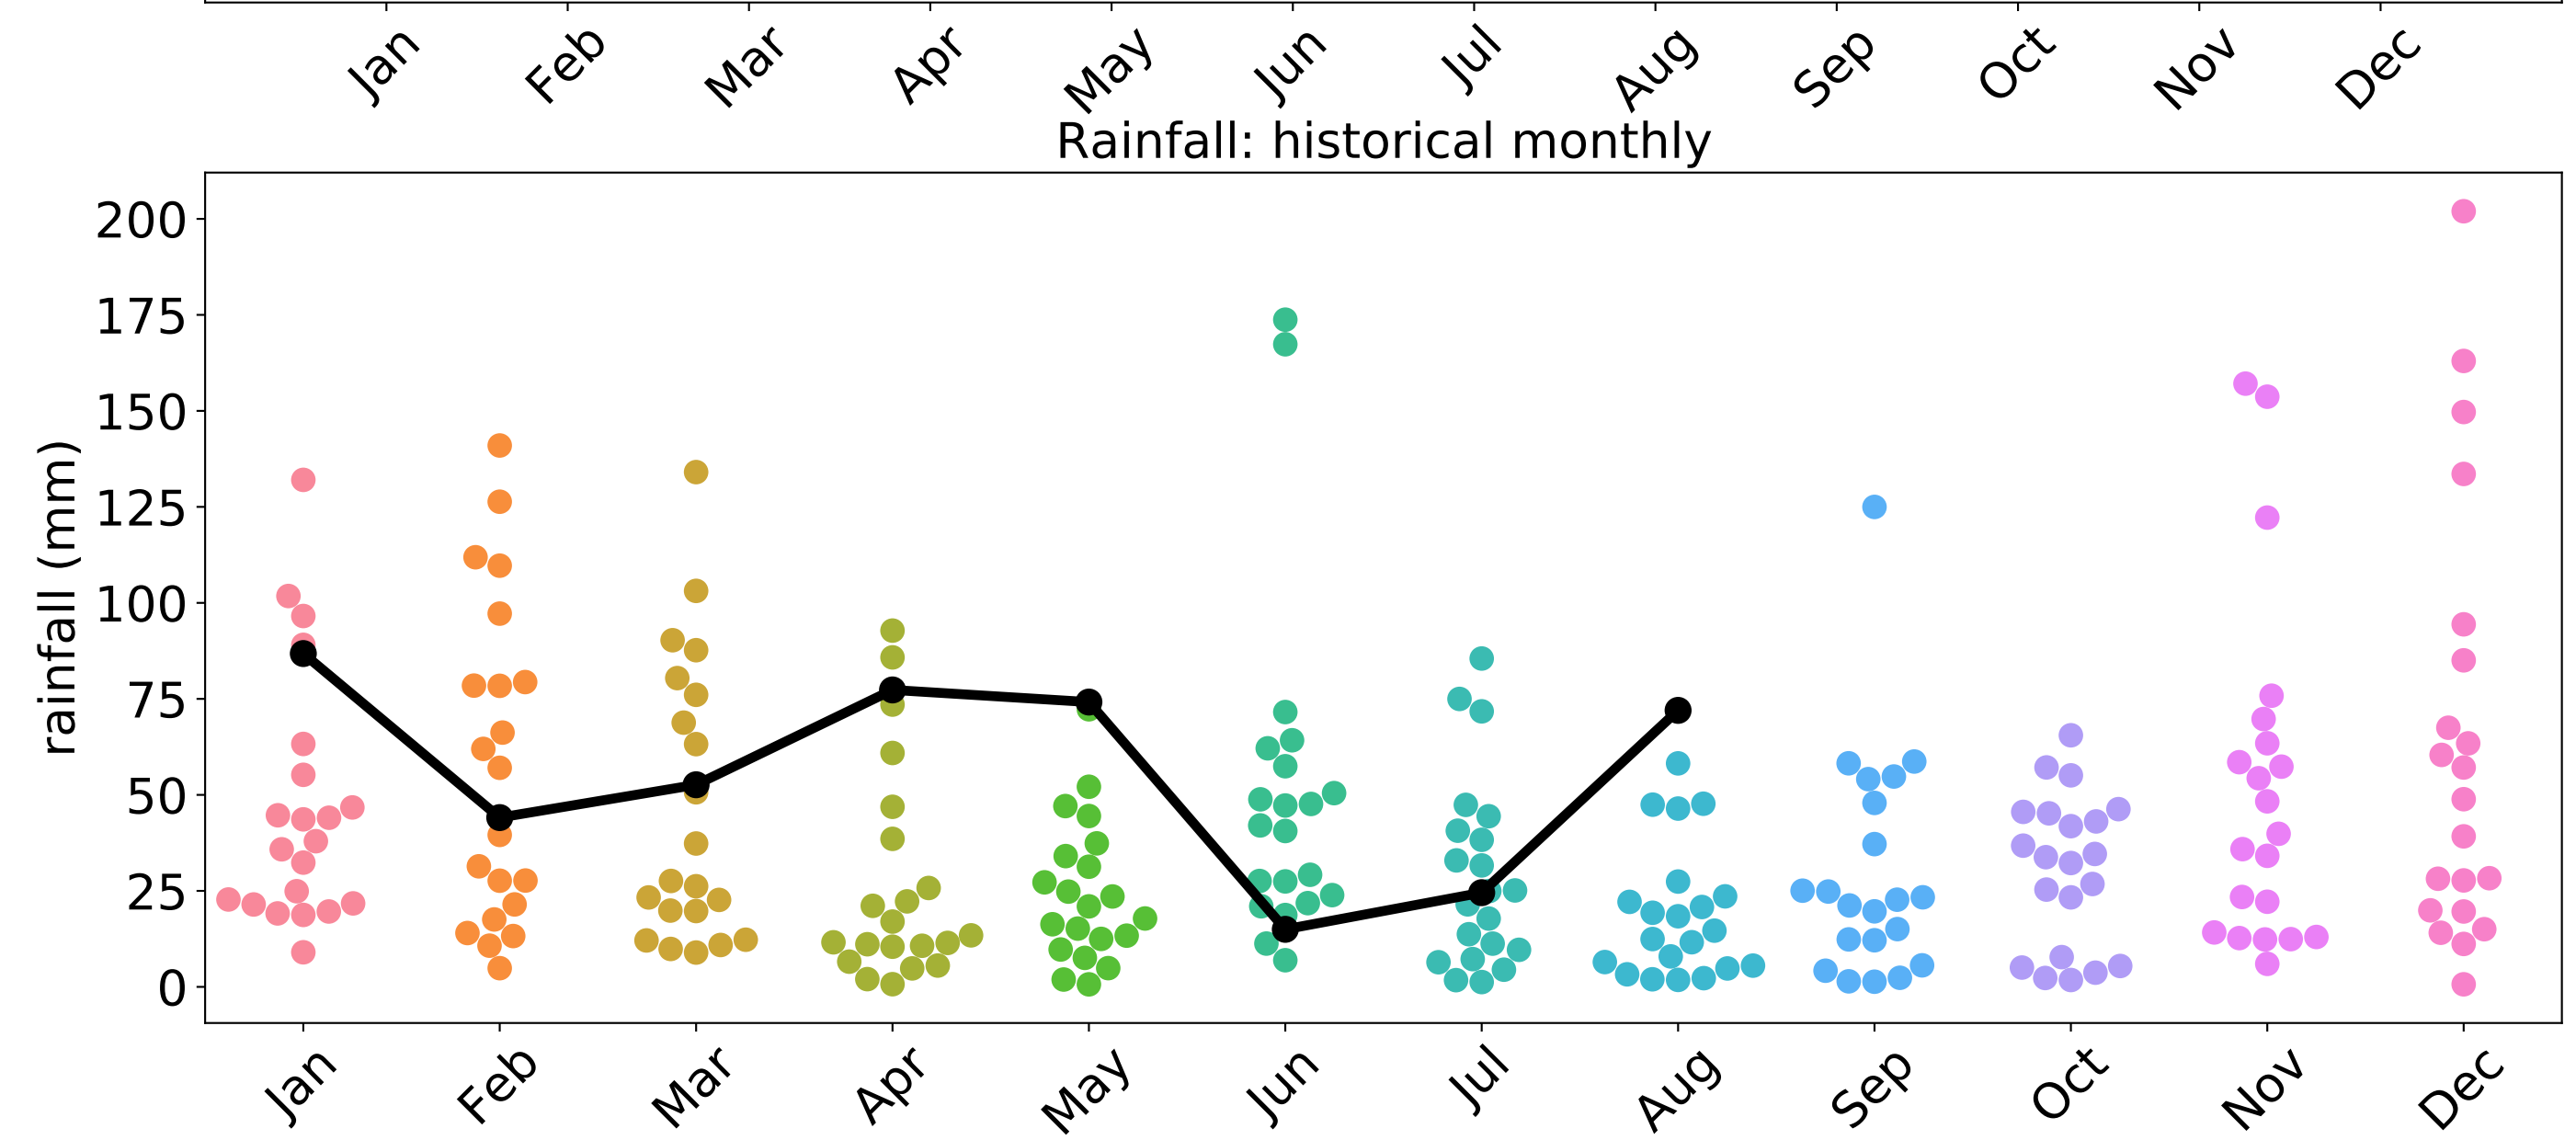 Jan Feb Mar Apr May Jun Jul Aug Sep Oct Nov Dec
Rainfall: historical monthly
rainfall (mm)
200
175
150
125
100
75
50
25
0
Jan Feb Mar Apr May Jun Jul Aug Sep Oct Nov Dec